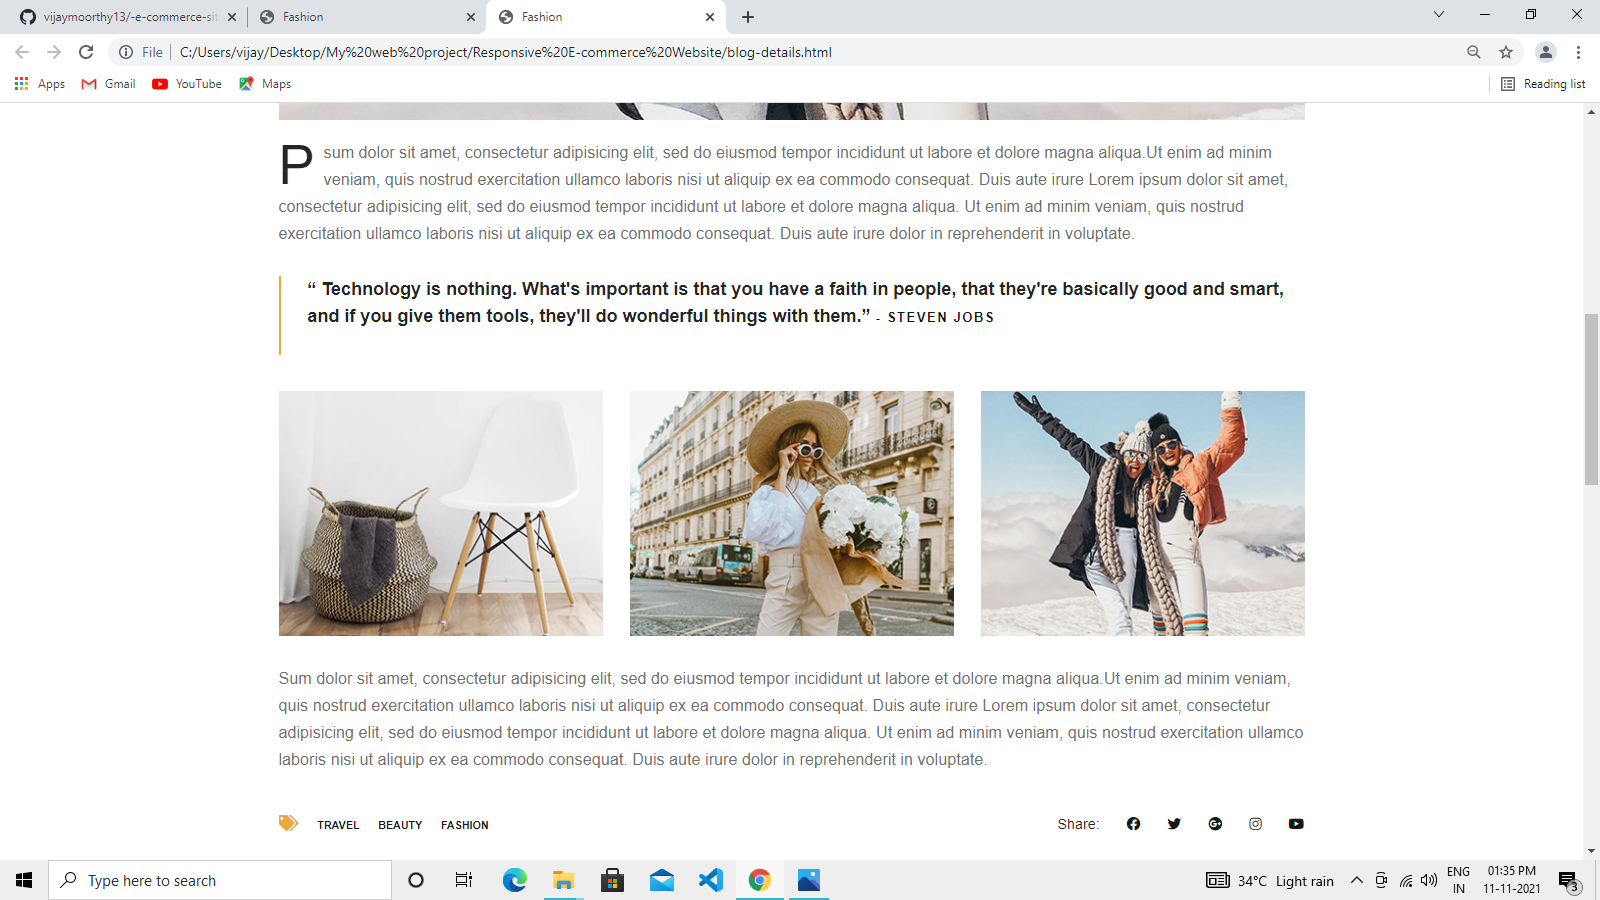 vijaymoorthy13/-e-commerce-sit
Fashion
Fashion
File
C:/Users/vijay/Desktop/My%20web%20project/Responsive%20E-commerce%20Website/blog-details.html
Apps
Gmail
YouTube
Maps
Reading list
P sum dolor sit amet, consectetur adipisicing elit, sed do eiusmod tempor incididunt ut labore et dolore magna aliqua.Ut enim ad minim
veniam, quis nostrud exercitation ullamco laboris nisi ut aliquip ex ea commodo consequat. Duis aute irure Lorem ipsum dolor sit amet,
consectetur adipisicing elit, sed do eiusmod tempor incididunt ut labore et dolore magna aliqua. Ut enim ad minim veniam, quis nostrud
exercitation ullamco laboris nisi ut aliquip ex ea commodo consequat. Duis aute irure dolor in reprehenderit in voluptate.
“ Technology is nothing. What's important is that you have a faith in people, that they're basically good and smart,
and if you give them tools, they'll do wonderful things with them.” - STEVEN JOBS
Sum dolor sit amet, consectetur adipisicing elit, sed do eiusmod tempor incididunt ut labore et dolore magna aliqua.Ut enim ad minim veniam,
quis nostrud exercitation ullamco laboris nisi ut aliquip ex ea commodo consequat. Duis aute irure Lorem ipsum dolor sit amet, consectetur
adipisicing elit, sed do eiusmod tempor incididunt ut labore et dolore magna aliqua. Ut enim ad minim veniam, quis nostrud exercitation ullamco
laboris nisi ut aliquip ex ea commodo consequat. Duis aute irure dolor in reprehenderit in voluptate.
TRAVEL BEAUTY FASHION
Share:
Type here to search
34°C Light rain
ENG
IN
01:35 PM
11-11-2021
3